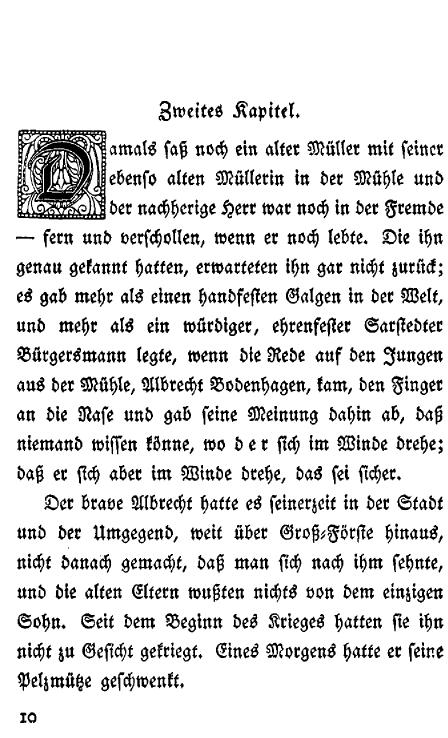 Zweites Kapitel.
Damals saß noch ein alter Müller mit seiner
ebenso alten Müllerin in der Mühle und
der nachherige Herr war noch in der Fremde
— fern und verschollen, wenn er noch lebte. Die ihn
genau gekannt hatten, erwarteten ihn gar nicht zurück;
es gab mehr als einen handfesten Galgen in der Welt,
und mehr als ein würdiger, ehrenfester Sarstedter
Bürgersmann legte, wenn die Rede auf den Jungen
aus der Mühle, Albrecht Bodenhagen, kam, den Finger
an die Nase und gab seine Meinung dahin ab, daß
niemand wissen könne, wo d e r sich im Winde drehe;
daß er sich aber im Winde drehe, das sei sicher.
Der brave Albrecht hatte es seinerzeit in der Stadt
und der Umgegend, weit über Groß-Förste hinaus,
nicht danach gemacht, daß man sich nach ihm sehnte,
und die alten Eltern wußten nichts von dem einzigen
Sohn. Seit dem Beginn des Krieges hatten sie ihn
nicht zu Gesicht gekriegt. Eines Morgens hatte er seine
Pelzmütze geschwenkt.
10